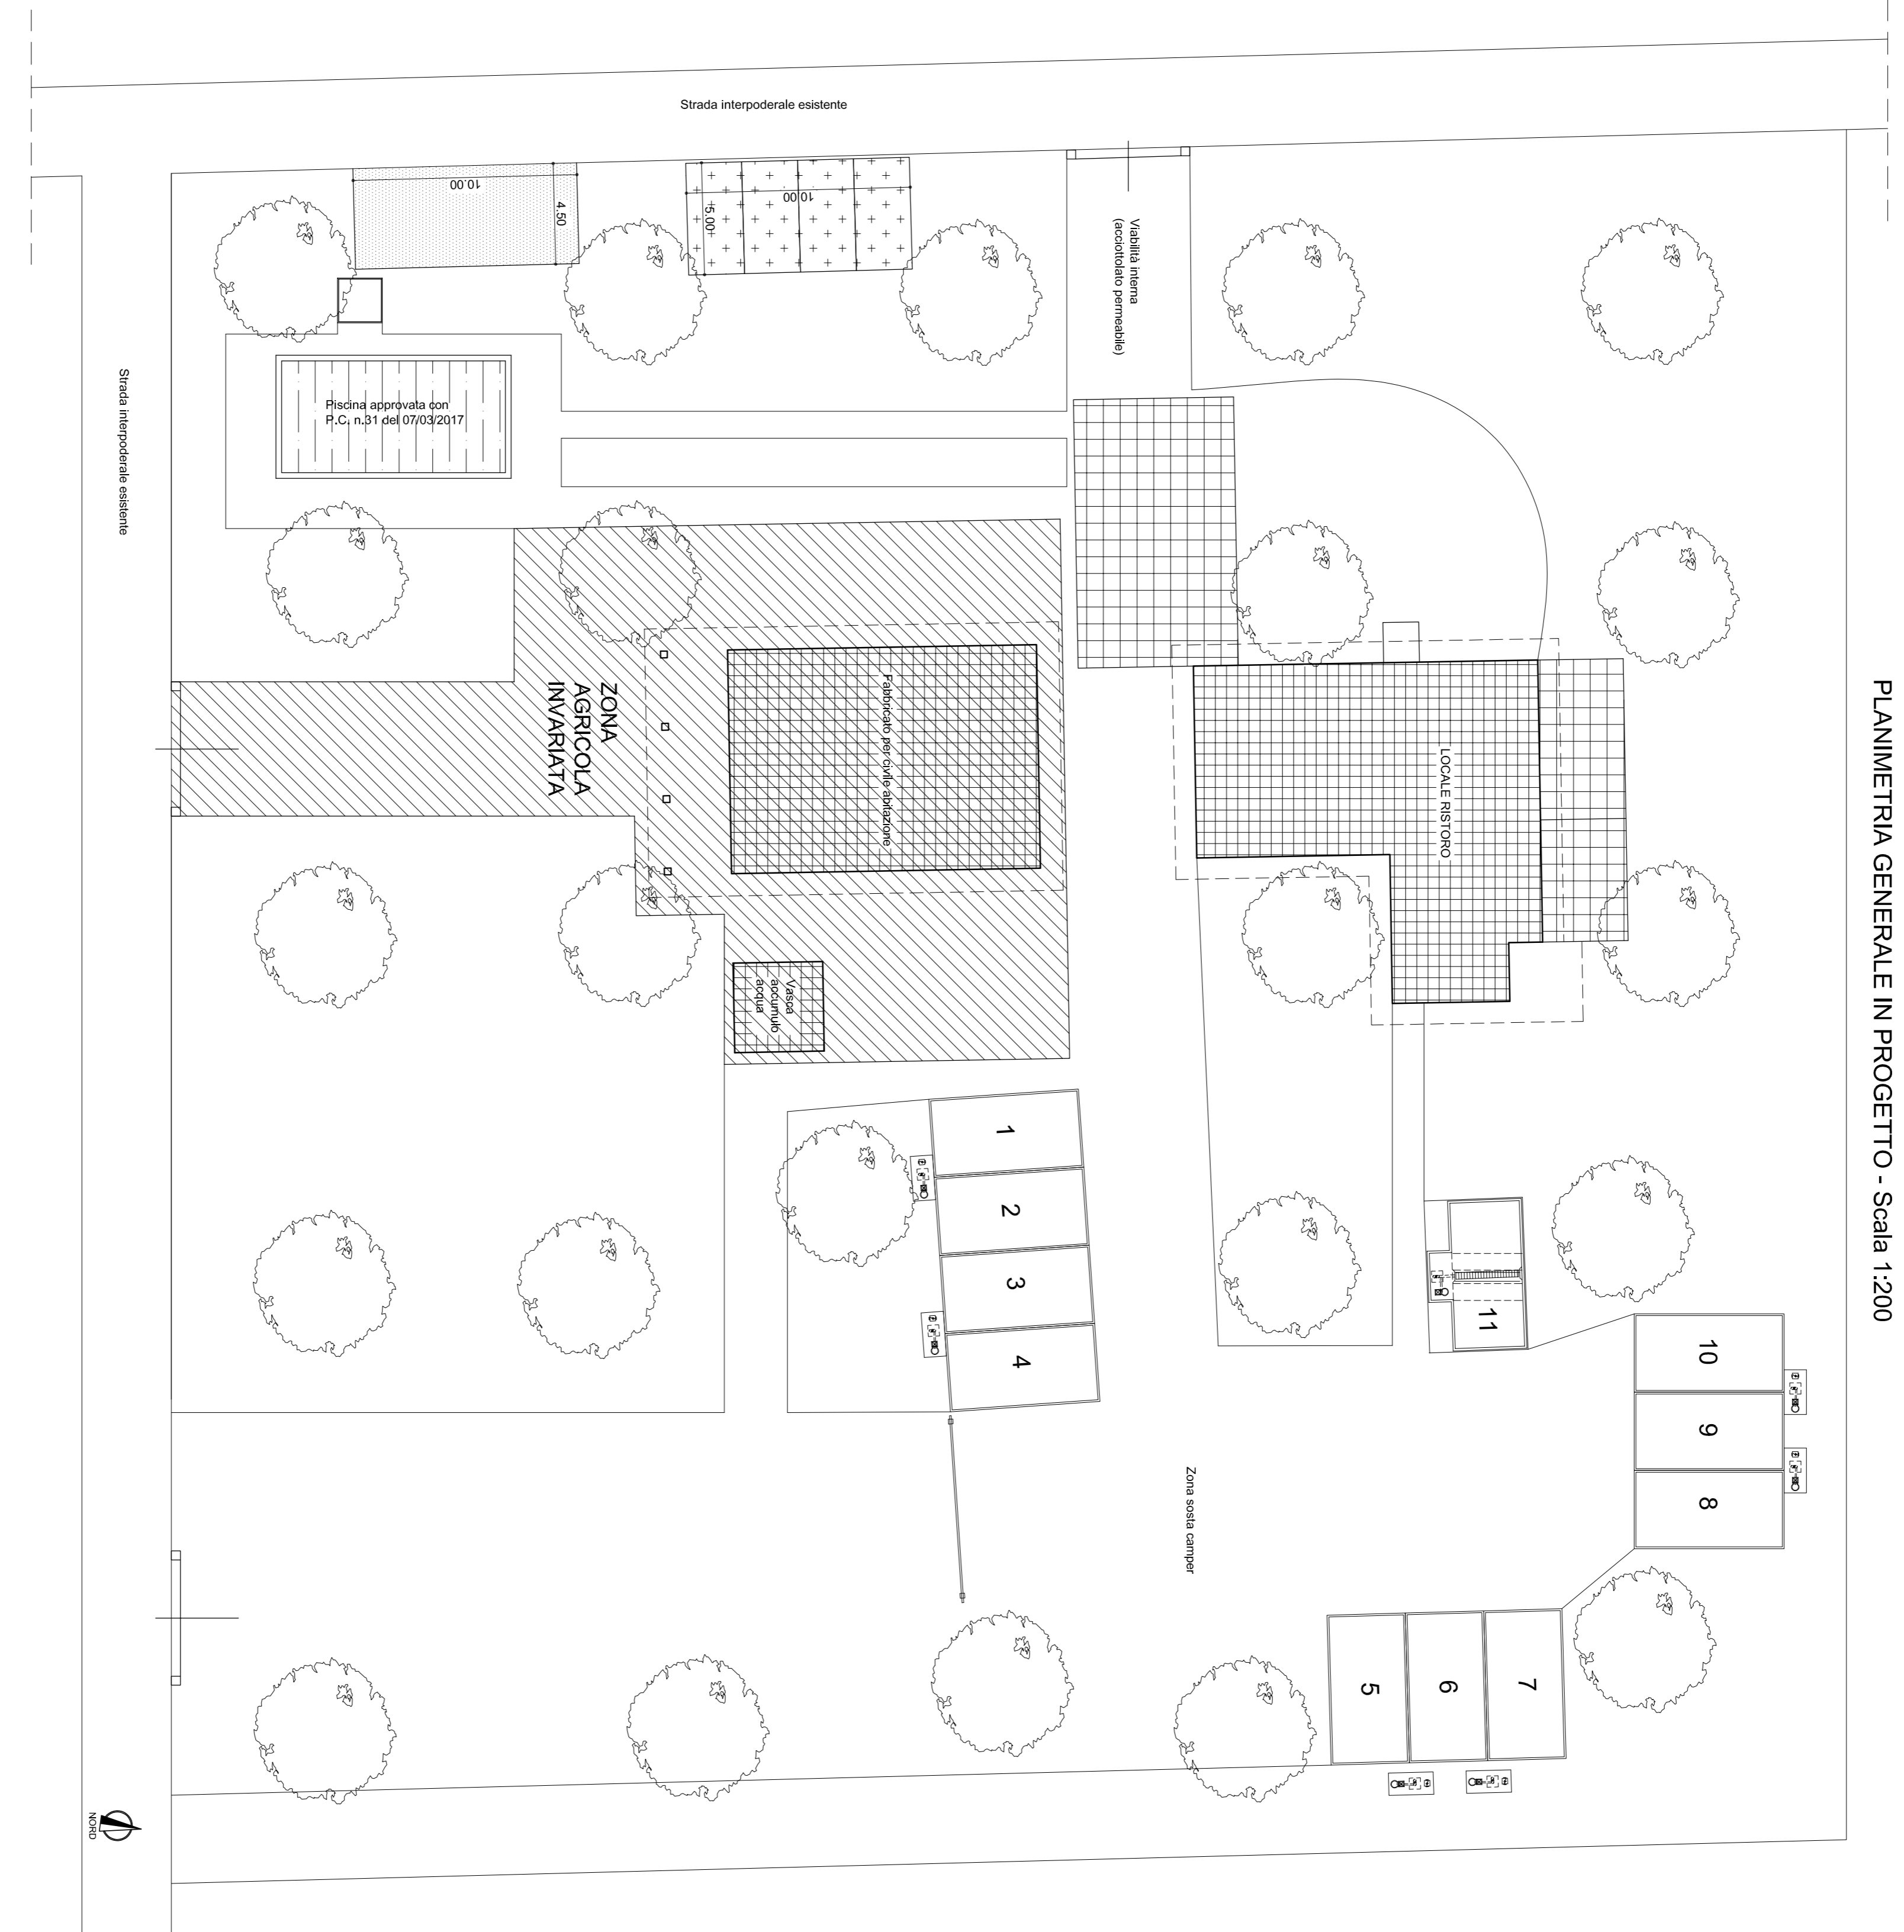 PLANIMETRIA GENERALE IN PROGETTO - Scala 1:200
Strada interpoderale esistente
10.00
4.50
5.00
10.00
Viabilità interna
(acciottolato permeabile)
Strada interpoderale esistente
Piscina approvata con
P.C. n.31 del 07/03/2017
ZONA
AGRICOLA
INVARIATA
Fabbricato per civile abitazione
LOCALE RISTORO
Vasca
accumulo
acqua
1
2
3
4
11
10
9
8
Zona sosta camper
5
6
7
NORD